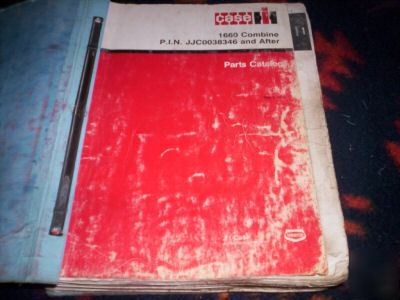 CASE IH
1660 Combine
P.I.N. JJC0038346 and After
Parts Catalog